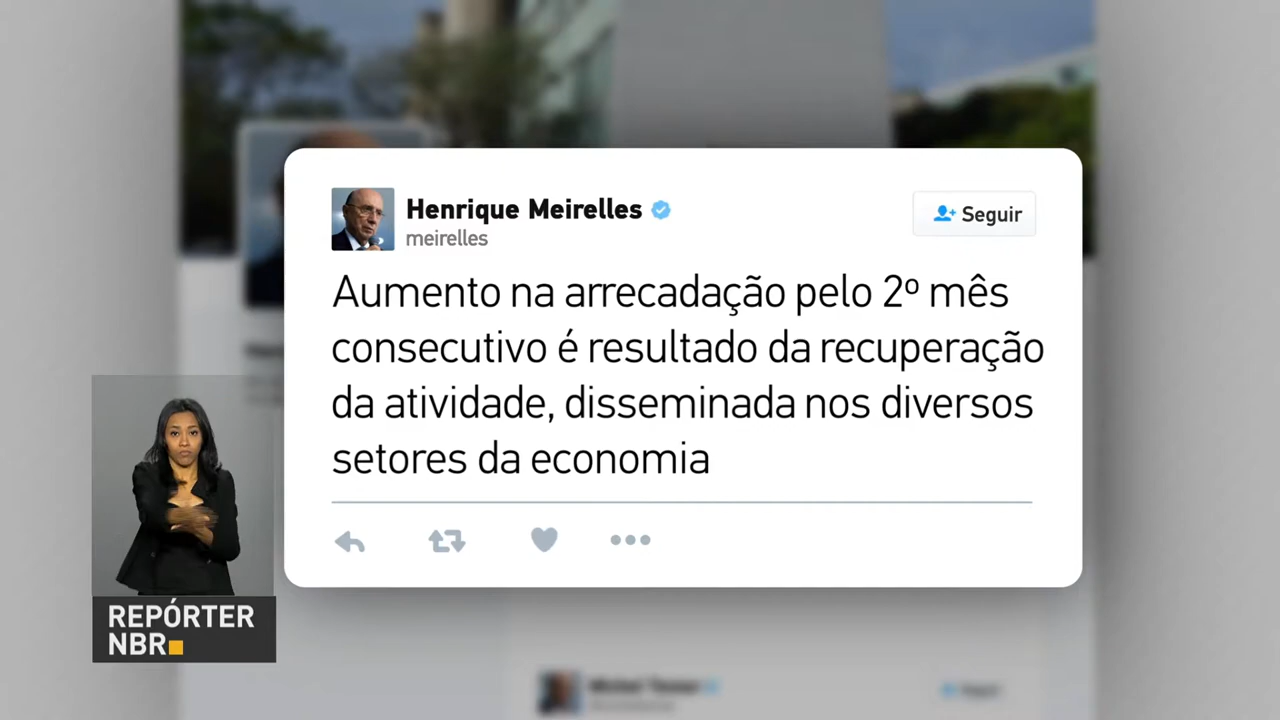 Henrique Meirelles
meirelles
Seguir
Aumento na arrecadação pelo 2º mês
consecutivo é resultado da recuperação
da atividade, disseminada nos diversos
setores da economia
REPÓRTER
NBR